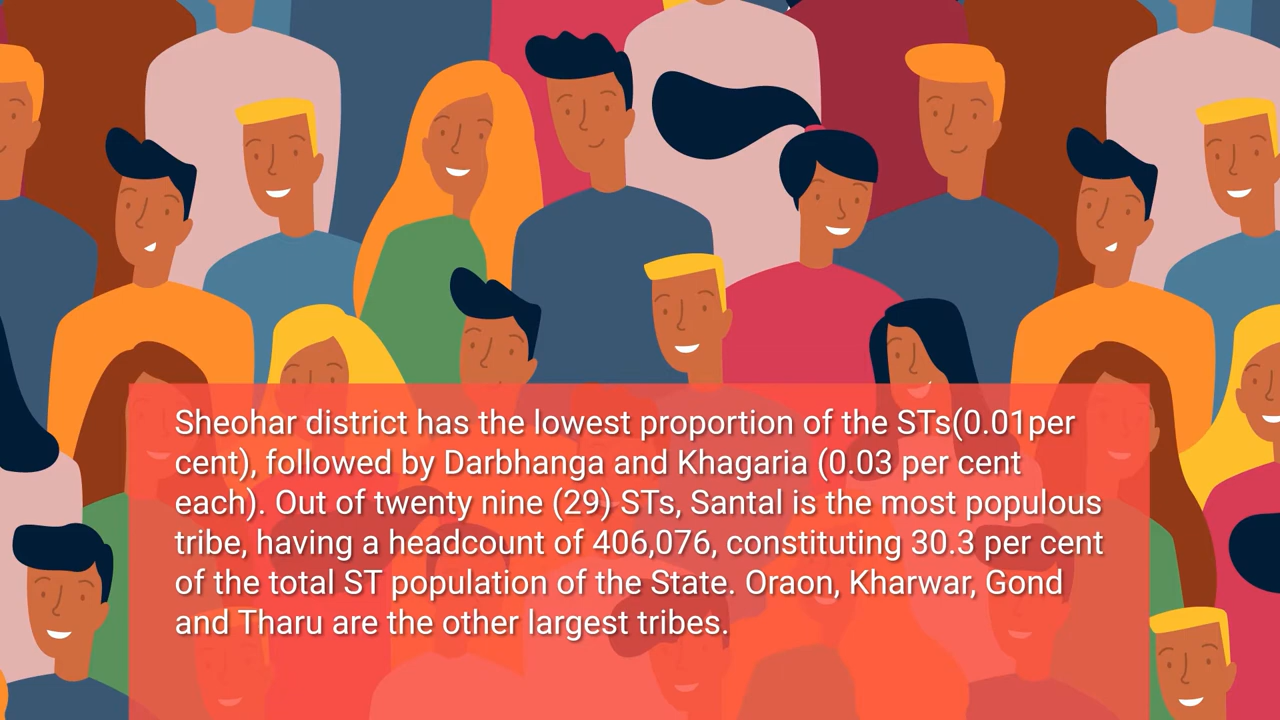 Sheohar district has the lowest proportion of the STs(0.01per
cent), followed by Darbhanga and Khagaria (0.03 per cent
each). Out of twenty nine (29) STs, Santal is the most populous
tribe, having a headcount of 406,076, constituting 30.3 per cent
of the total ST population of the State. Oraon, Kharwar, Gond
and Tharu are the other largest tribes.